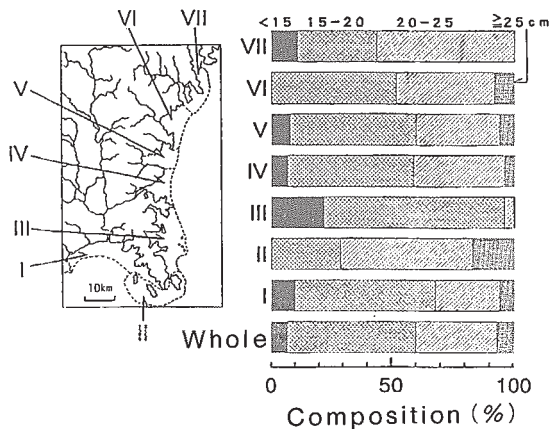 VI VII
V
IV
III
I
10km
II
<15 15-20 20-25 ≧25cm
VII
VI
V
IV
III
II
I
Whole
0 50 100
Composition (%)